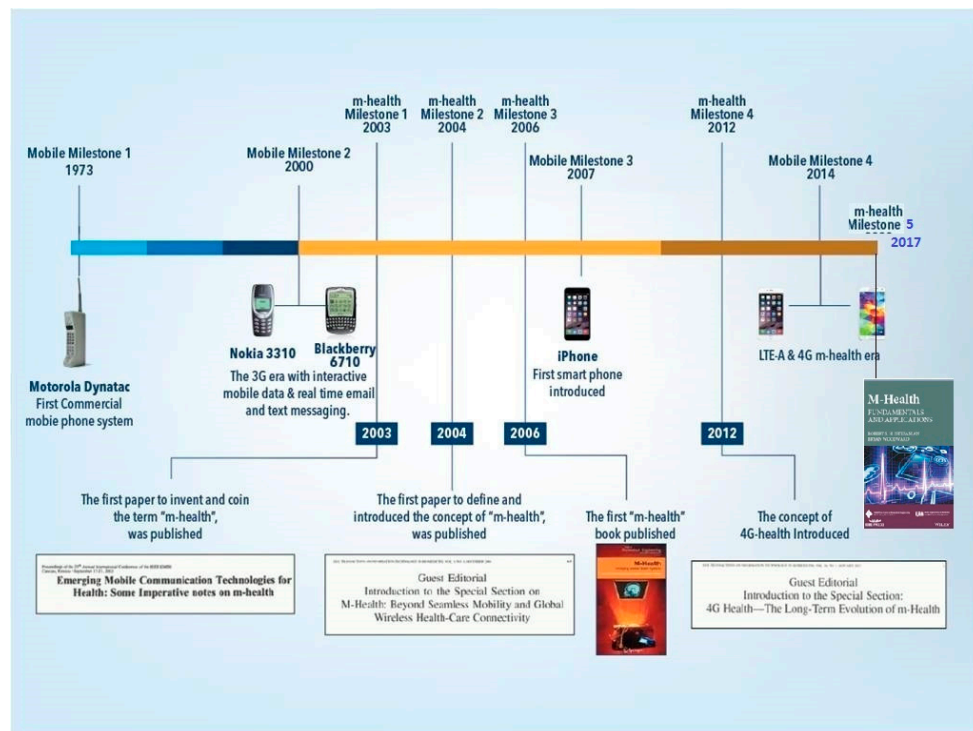 m-health
Milestone 1
2003
m-health
Milestone 2
2004
m-health
Milestone 3
2006
m-health
Milestone 4
2012
Mobile Milestone 1
1973
Mobile Milestone 2
2000
Mobile Milestone 3
2007
Mobile Milestone 4
2014
m-health
Milestone 5
2017
Motorola Dynatac
First Commercial
mobie phone system
Nokia 3310
Blackberry
6710
The 3G era with interactive
mobile data & real time email
and text messaging.
iPhone
First smart phone
introduced
LTE-A & 4G m-health era
M-Health
FUNDAMENTALS
AND APPLICATIONS
2003
2004
2006
2012
The first paper to invent and coin
the term "m-health",
was published
The first paper to define and
introduced the concept of "m-health",
was published
The first "m-health"
book published
The concept of
4G-health Introduced
Emerging Mobile Communication Technologies for
Health: Some Imperative notes on m-health
Guest Editorial
Introduction to the Special Section on
M-Health: Beyond Seamless Mobility and Global
Wireless Health-Care Connectivity
M-Health
Guest Editorial
Introduction to the Special Section:
4G Health—The Long-Term Evolution of m-Health